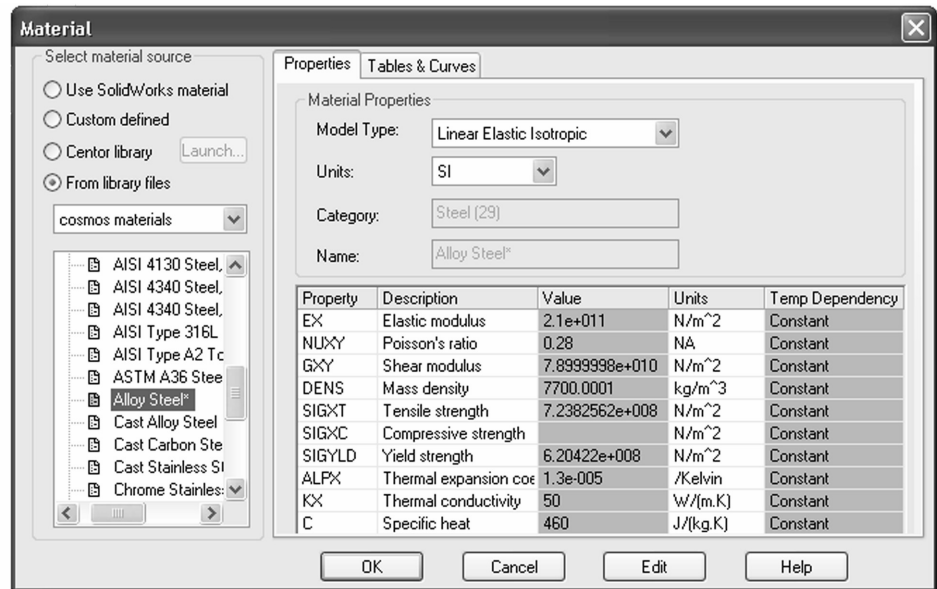 Material
Select material source
Use SolidWorks material
Custom defined
Centor library Launch...
From library files
cosmos materials
AISI 4130 Steel,
AISI 4340 Steel,
AISI 4340 Steel,
AISI Type 316L
AISI Type A2 To
ASTM A36 Stee
Alloy Steel*
Cast Alloy Steel
Cast Carbon Ste
Cast Stainless St
Chrome Stainles:
Properties Tables & Curves
Material Properties
Model Type: Linear Elastic Isotropic
Units: SI
Category: Steel (29)
Name: Alloy Steel*
Property Description Value Units Temp Dependency
EX Elastic modulus 2.1e+011 N/m^2 Constant
NUXY Poisson's ratio 0.28 NA Constant
GXY Shear modulus 7.8999998e+010 N/m^2 Constant
DENS Mass density 7700.0001 kg/m^3 Constant
SIGXT Tensile strength 7.2382562e+008 N/m^2 Constant
SIGXC Compressive strength N/m^2 Constant
SIGYLD Yield strength 6.20422e+008 N/m^2 Constant
ALPX Thermal expansion coe 1.3e-005 /Kelvin Constant
KX Thermal conductivity 50 W/(m.K) Constant
C Specific heat 460 J/(kg.K) Constant
OK Cancel Edit Help